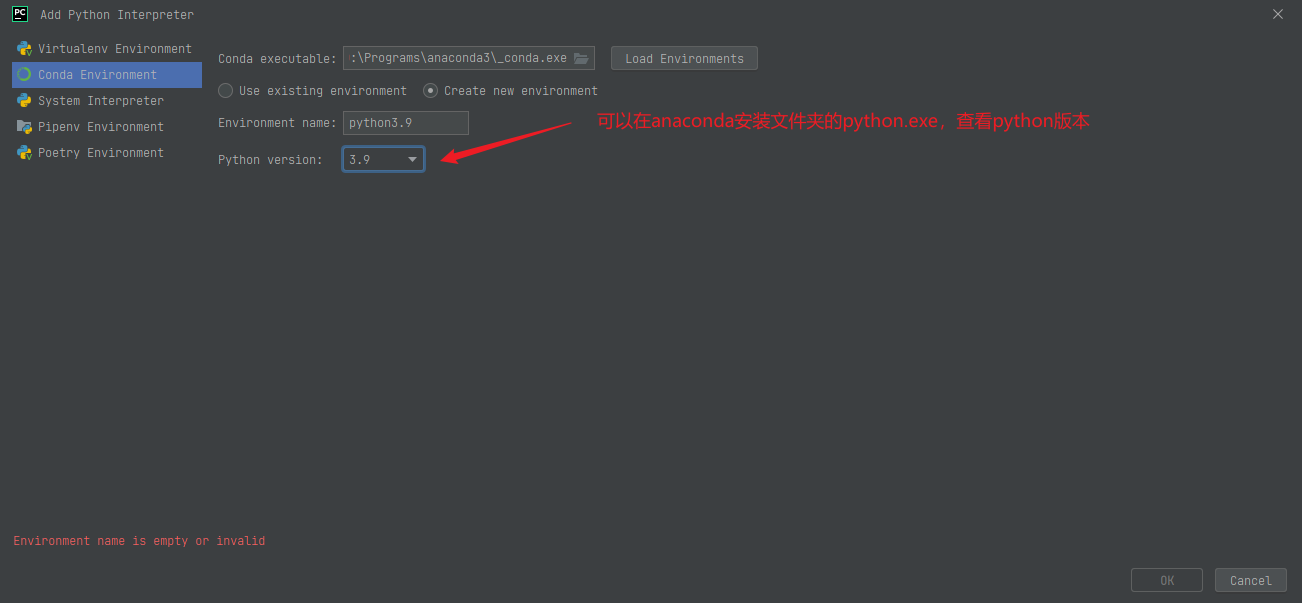 PC Add Python Interpreter
Virtualenv Environment
Conda Environment
System Interpreter
Pipenv Environment
Poetry Environment
Conda executable: :\Programs\anaconda3\_conda.exe Load Environments
Use existing environment Create new environment
Environment name: python3.9
可以在anaconda安装文件夹的python.exe，查看python版本
Python version: 3.9
Environment name is empty or invalid
OK Cancel